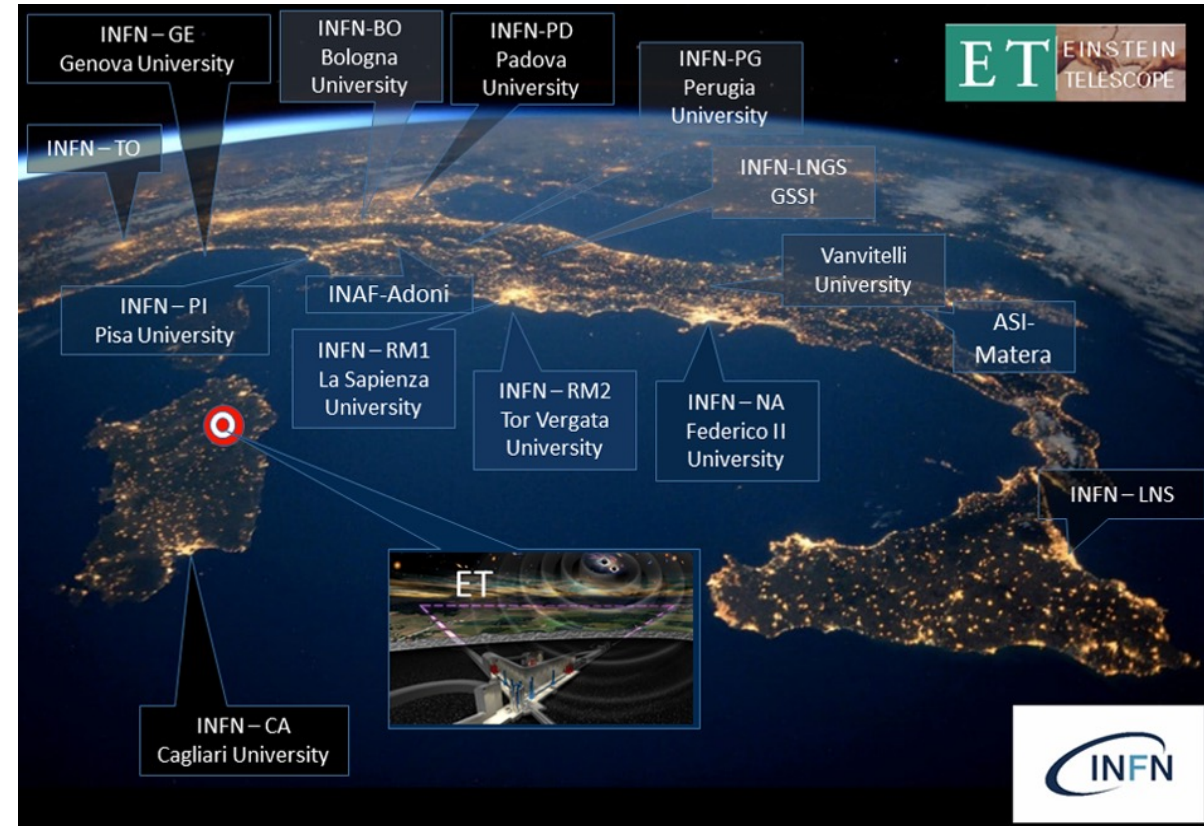 INFN – GE
Genova University
INFN-BO
Bologna
University
INFN-PD
Padova
University
INFN-PG
Perugia
University
ET EINSTEIN
TELESCOPE
INFN – TO
INFN-LNGS
GSSI
Vanvitelli
University
INFN – PI
Pisa University
INAF-Adoni
ASI-
Matera
INFN – RM1
La Sapienza
University
INFN – RM2
Tor Vergata
University
INFN – NA
Federico II
University
INFN – LNS
ET
INFN – CA
Cagliari University
INFN